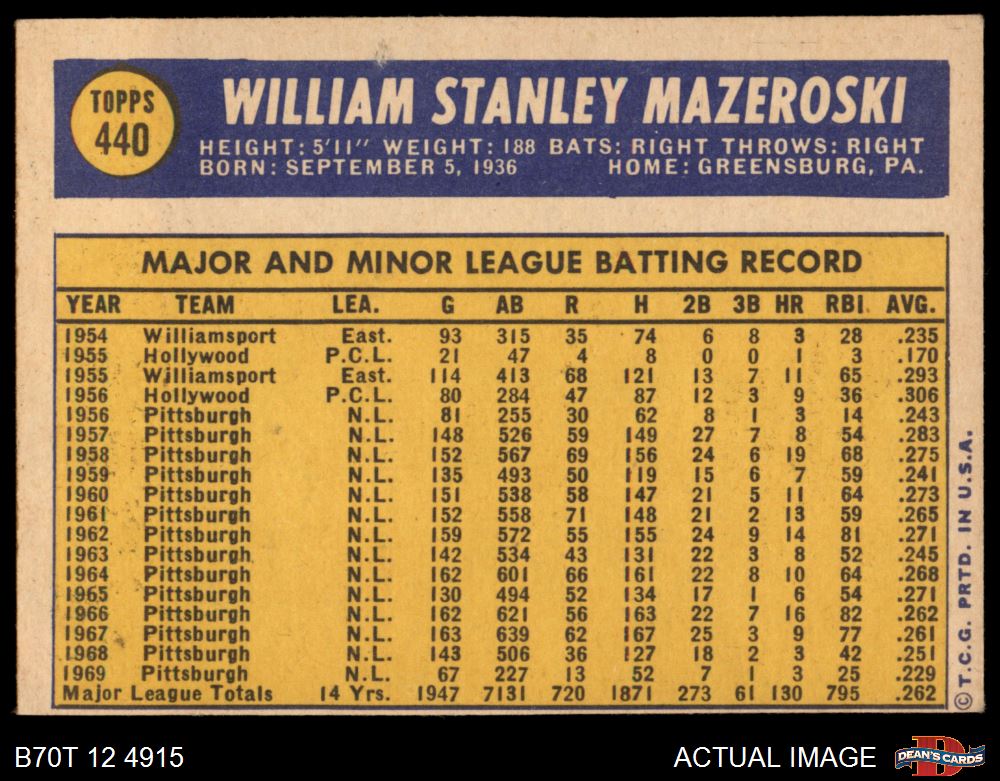 TOPPS
440
WILLIAM STANLEY MAZEROSKI
HEIGHT: 5'11" WEIGHT: 188 BATS: RIGHT THROWS: RIGHT
BORN: SEPTEMBER 5, 1936 HOME: GREENSBURG, PA.
MAJOR AND MINOR LEAGUE BATTING RECORD
YEAR TEAM LEA. G AB R H 2B 3B HR RBI AVG.
1954 Williamsport East. 93 315 35 74 6 8 3 28 .235
1955 Hollywood P.C.L. 21 47 4 8 0 0 1 3 .170
1955 Williamsport East. 114 413 68 121 13 7 11 65 .293
1956 Hollywood P.C.L. 80 284 47 87 12 3 9 36 .306
1956 Pittsburgh N.L. 81 255 30 62 8 1 3 14 .243
1957 Pittsburgh N.L. 148 526 59 149 27 7 8 54 .283
1958 Pittsburgh N.L. 152 567 69 156 24 6 19 68 .275
1959 Pittsburgh N.L. 135 493 50 119 15 6 7 59 .241
1960 Pittsburgh N.L. 151 538 58 147 21 5 11 64 .273
1961 Pittsburgh N.L. 152 558 71 148 21 2 13 59 .265
1962 Pittsburgh N.L. 159 572 55 155 24 9 14 81 .271
1963 Pittsburgh N.L. 142 534 43 131 22 3 8 52 .245
1964 Pittsburgh N.L. 162 601 66 161 22 8 10 64 .268
1965 Pittsburgh N.L. 130 494 52 134 17 1 6 54 .271
1966 Pittsburgh N.L. 162 621 56 163 22 7 16 82 .262
1967 Pittsburgh N.L. 163 639 62 167 25 3 9 77 .261
1968 Pittsburgh N.L. 143 506 36 127 18 2 3 42 .251
1969 Pittsburgh N.L. 67 227 13 52 7 1 3 25 .229
Major League Totals 14 Yrs. 1947 7131 720 1871 273 61 130 795 .262
© T.C.G. PRTD. IN U.S.A.
B70T 12 4915
ACTUAL IMAGE
D
DEAN'S CARDS